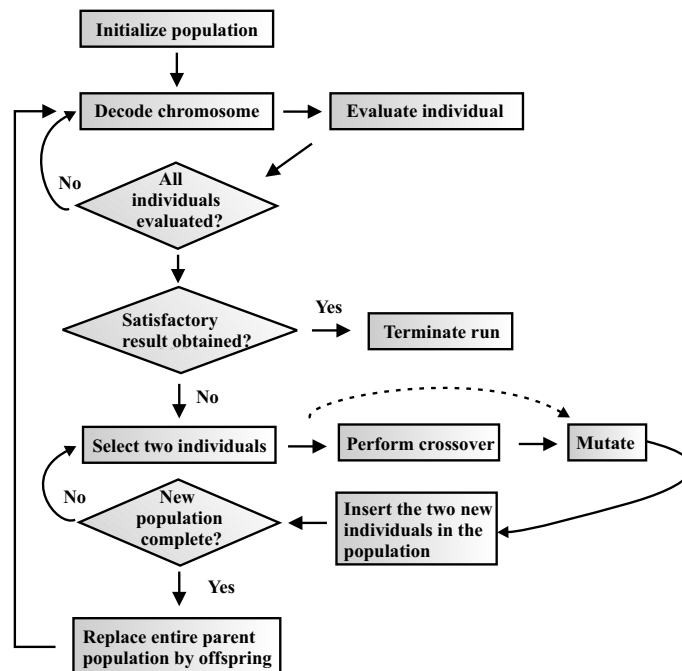 Initialize population
Decode chromosome
Evaluate individual
No
All
individuals
evaluated?
Yes
Satisfactory
result obtained?
Terminate run
No
Select two individuals
Perform crossover
Mutate
No
New
population
complete?
Insert the two new
individuals in the
population
Yes
Replace entire parent
population by offspring